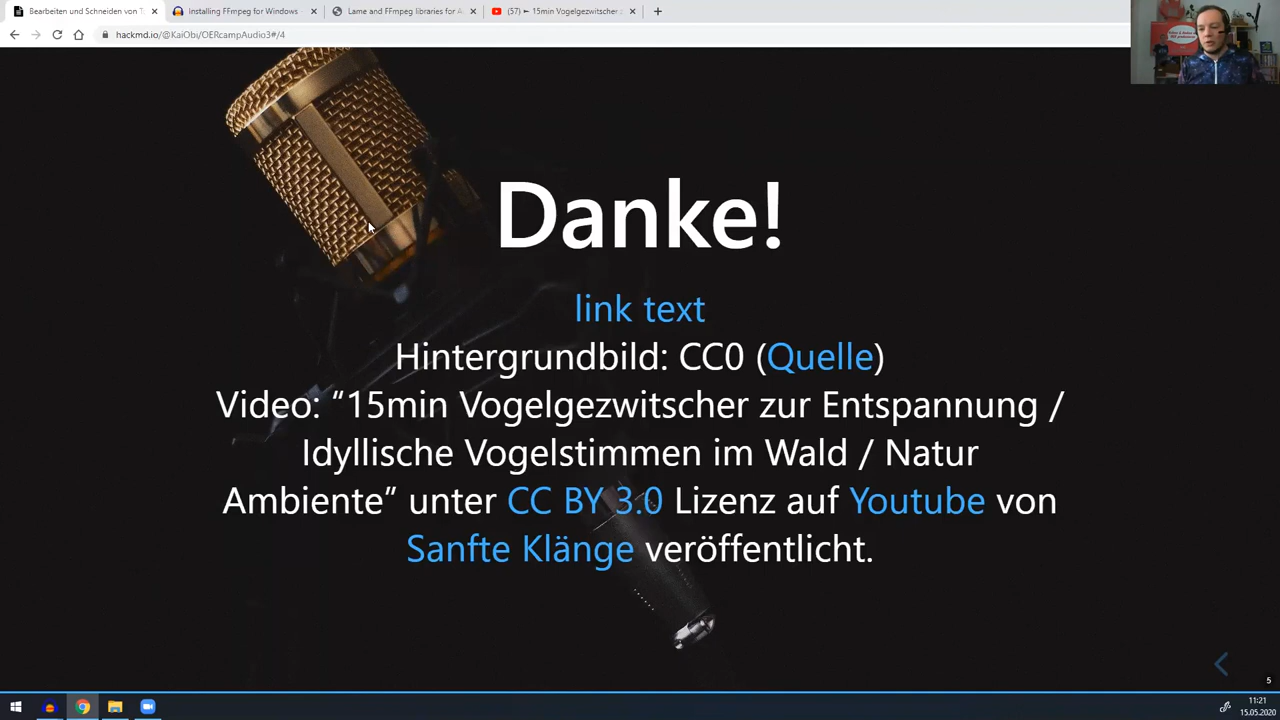 Bearbeiten und Schneiden von T
Installing FFmpeg for Windows
Lame and FFmpeg libraries for A
(57) ► 15min Vogelgezwitscher z
hackmd.io/@KaiObi/OERcampAudio3#/4
Danke!
link text
Hintergrundbild: CC0 (Quelle)
Video: "15min Vogelgezwitscher zur Entspannung /
Idyllische Vogelstimmen im Wald / Natur
Ambiente" unter CC BY 3.0 Lizenz auf Youtube von
Sanfte Klänge veröffentlicht.
5
11:21
15.05.2020